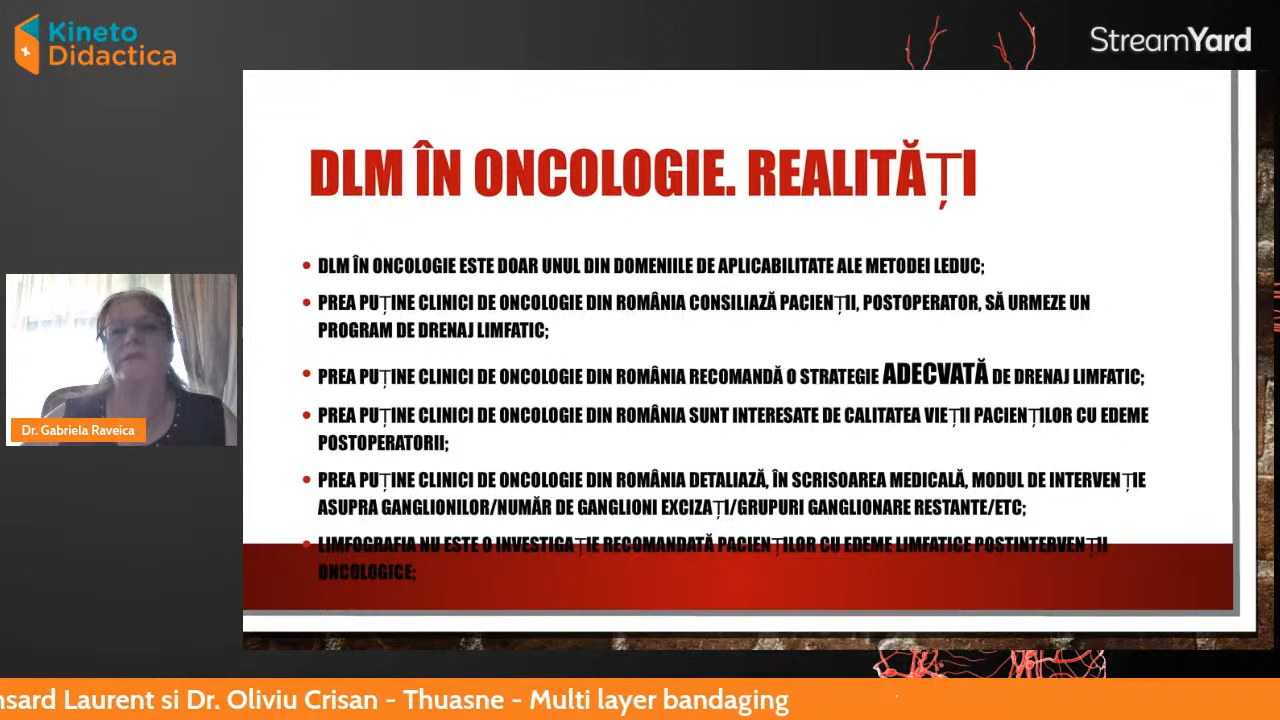 Kineto
Didactica
StreamYard
DLM ÎN ONCOLOGIE. REALITĂȚI
• DLM ÎN ONCOLOGIE ESTE DOAR UNUL DIN DOMENIILE DE APLICABILITATE ALE METODEI LEDUC;
• PREA PUȚINE CLINICI DE ONCOLOGIE DIN ROMÂNIA CONSILIAZĂ PACIENȚII, POSTOPERATOR, SĂ URMEZE UN
PROGRAM DE DRENAJ LIMFATIC;
• PREA PUȚINE CLINICI DE ONCOLOGIE DIN ROMÂNIA RECOMANDĂ O STRATEGIE ADECVATĂ DE DRENAJ LIMFATIC;
• PREA PUȚINE CLINICI DE ONCOLOGIE DIN ROMÂNIA SUNT INTERESATE DE CALITATEA VIEȚII PACIENȚILOR CU EDEME
POSTOPERATORII;
• PREA PUȚINE CLINICI DE ONCOLOGIE DIN ROMÂNIA DETALIAZĂ, ÎN SCRISOAREA MEDICALĂ, MODUL DE INTERVENȚIE
ASUPRA GANGLIONILOR/NUMĂR DE GANGLIONI EXCIZAȚI/GRUPURI GANGLIONARE RESTANTE/ETC;
• LIMFOGRAFIA NU ESTE O INVESTIGAȚIE RECOMANDATĂ PACIENȚILOR CU EDEME LIMFATICE POSTINTERVENȚII
ONCOLOGICE;
Dr. Gabriela Raveica
nsard Laurent si Dr. Oliviu Crisan - Thuasne - Multi layer bandaging